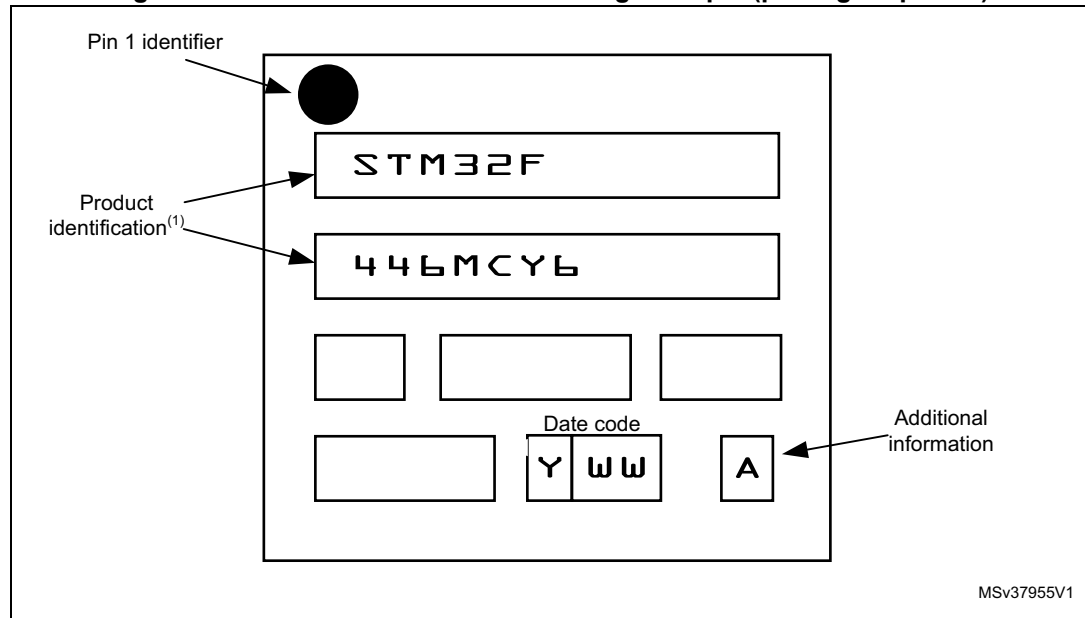 Pin 1 identifier
STM32F
Product
identification(1)
446MCY6
Date code
Additional
information
Y WW
A
MSv37955V1